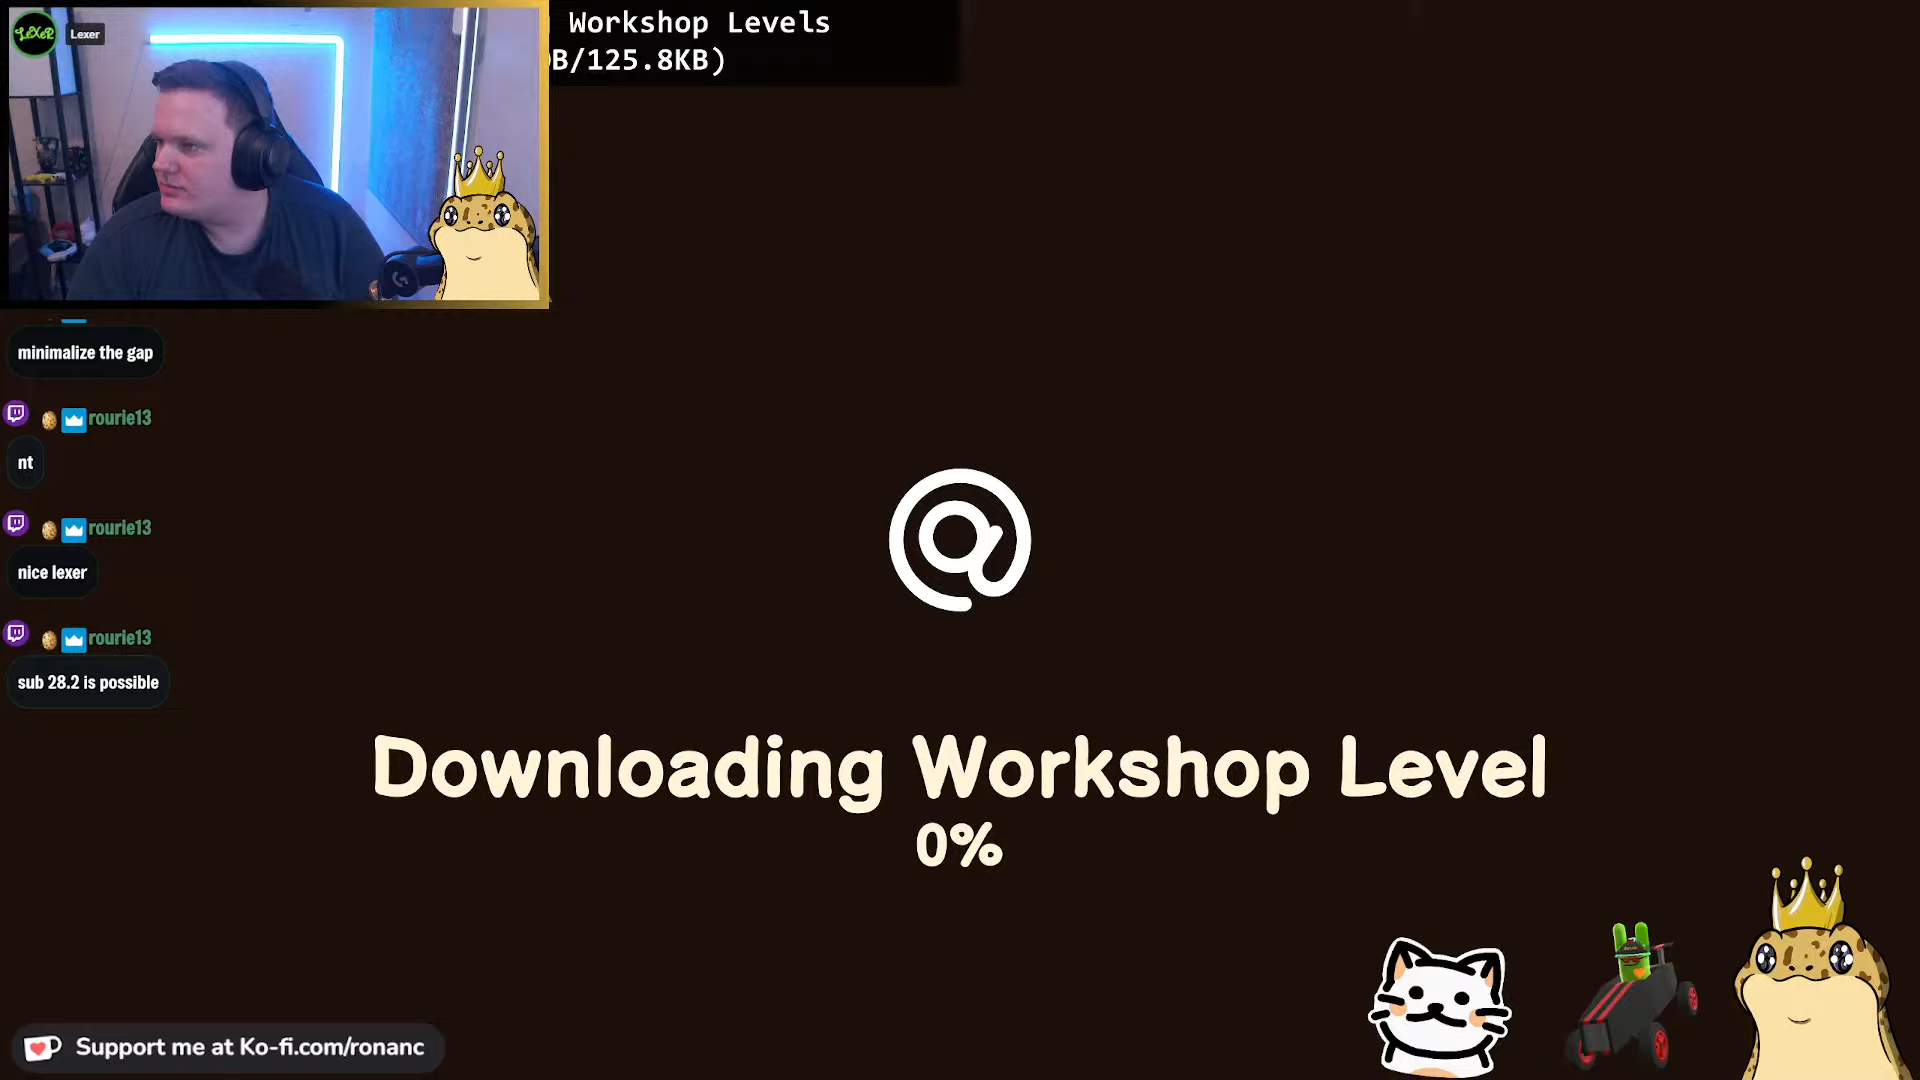 LeXeR
Lexer
Workshop Levels
B/125.8KB)
minimalize the gap
rourie13
nt
rourie13
nice lexer
rourie13
sub 28.2 is possible
Downloading Workshop Level
0%
Support me at Ko-fi.com/ronanc